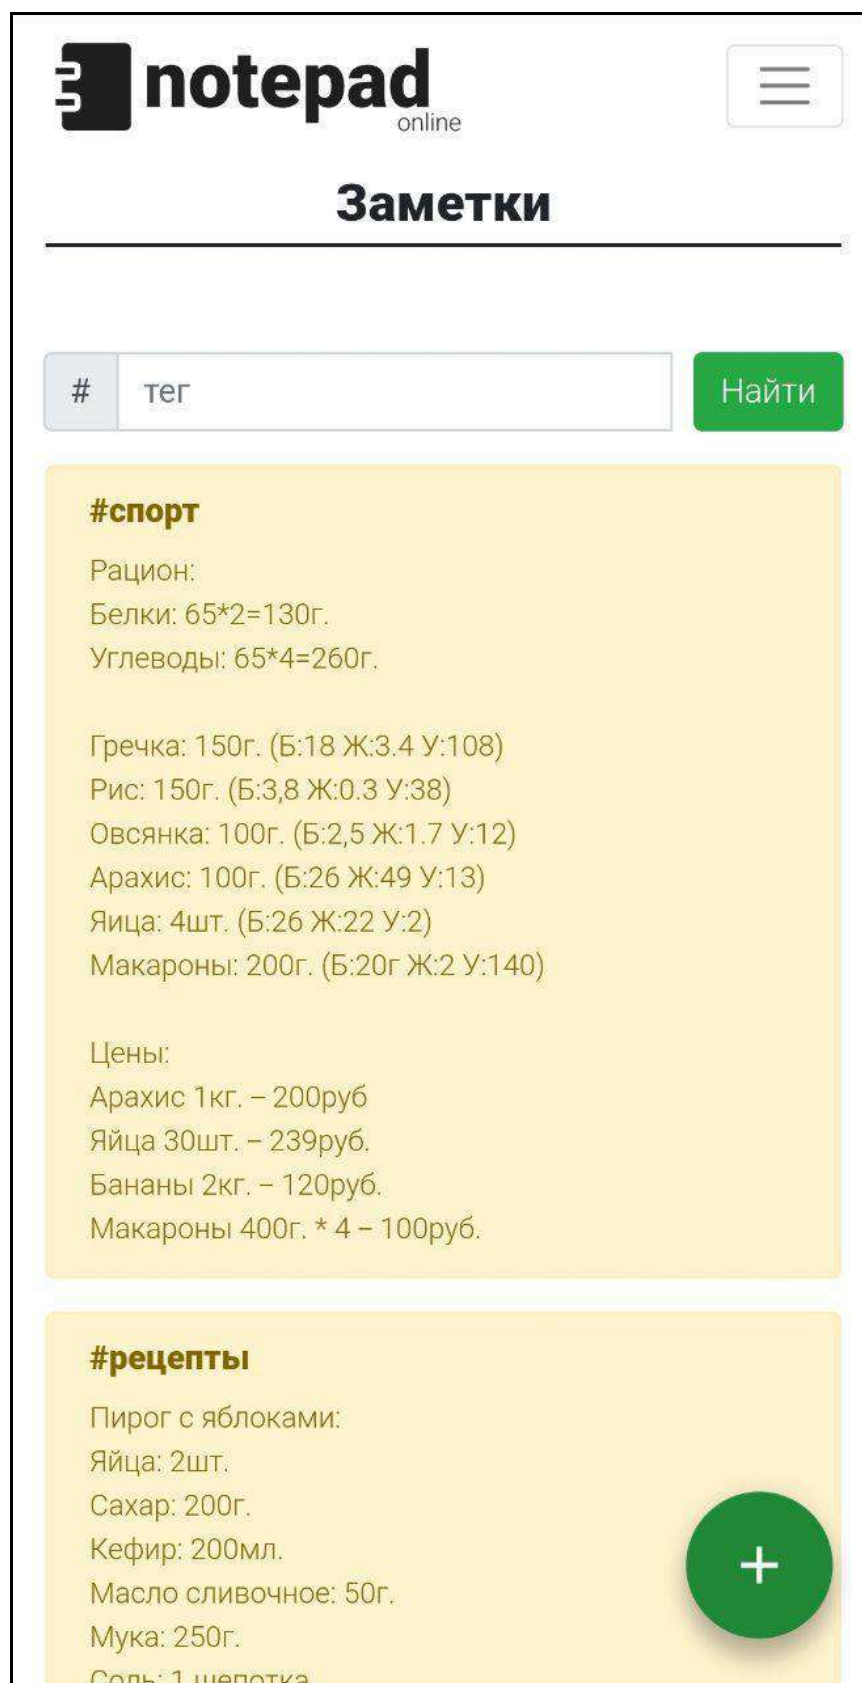 notepad
online
Заметки
# тег Найти
#спорт
Рацион:
Белки: 65*2=130г.
Углеводы: 65*4=260г.
Гречка: 150г. (Б:18 Ж:3.4 У:108)
Рис: 150г. (Б:3,8 Ж:0.3 У:38)
Овсянка: 100г. (Б:2,5 Ж:1.7 У:12)
Арахис: 100г. (Б:26 Ж:49 У:13)
Яица: 4шт. (Б:26 Ж:22 У:2)
Макароны: 200г. (Б:20г Ж:2 У:140)
Цены:
Арахис 1кг. – 200руб
Яйца 30шт. – 239руб.
Бананы 2кг. – 120руб.
Макароны 400г. * 4 – 100руб.
#рецепты
Пирог с яблоками:
Яйца: 2шт.
Сахар: 200г.
Кефир: 200мл.
Масло сливочное: 50г.
Мука: 250г.
Соль: 1 щепотка
+